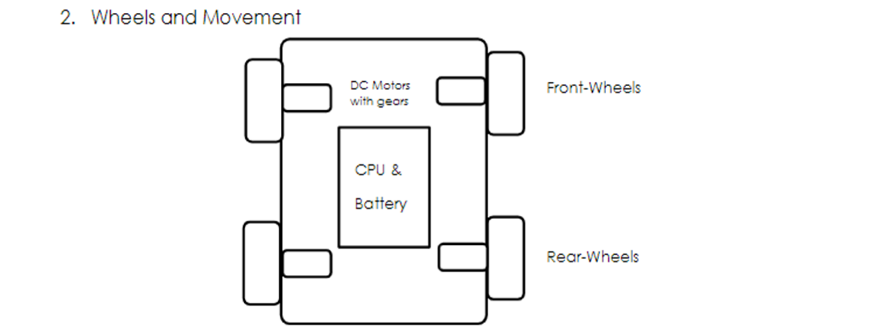 2. Wheels and Movement
DC Motors
with gears
Front-Wheels
CPU &
Battery
Rear-Wheels